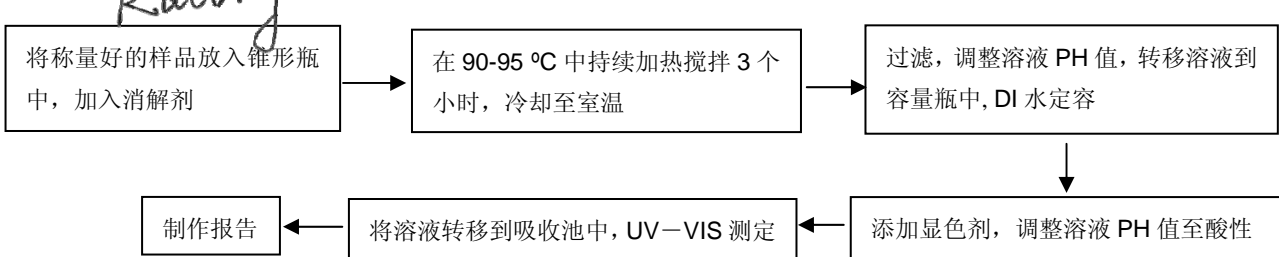 将称量好的样品放入锥形瓶
中，加入消解剂
在 90-95 ºC 中持续加热搅拌 3 个
小时，冷却至室温
过滤，调整溶液 PH 值，转移溶液到
容量瓶中, DI 水定容
添加显色剂，调整溶液 PH 值至酸性
将溶液转移到吸收池中，UV－VIS 测定
制作报告